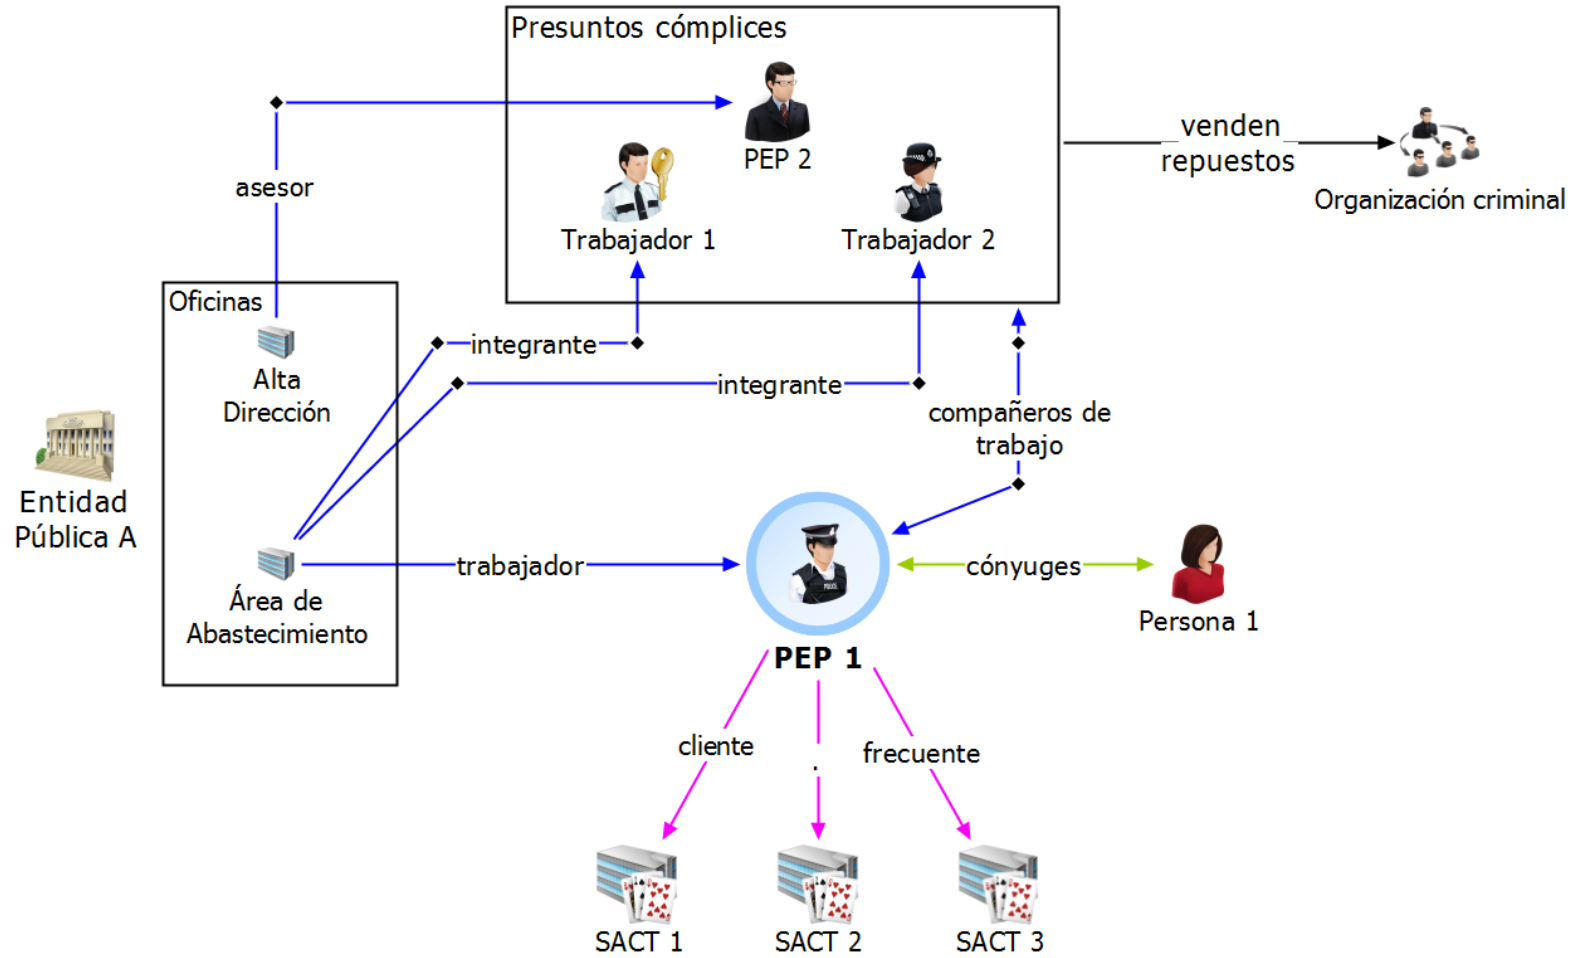 Presuntos cómplices
PEP 2
venden
repuestos
Organización criminal
asesor
Trabajador 1
Trabajador 2
Oficinas
integrante
Alta
Dirección
integrante
compañeros de
trabajo
Entidad
Pública A
trabajador
cónyuges
POLICE
Área de
Abastecimiento
Persona 1
PEP 1
cliente
.
frecuente
SACT 1
SACT 2
SACT 3